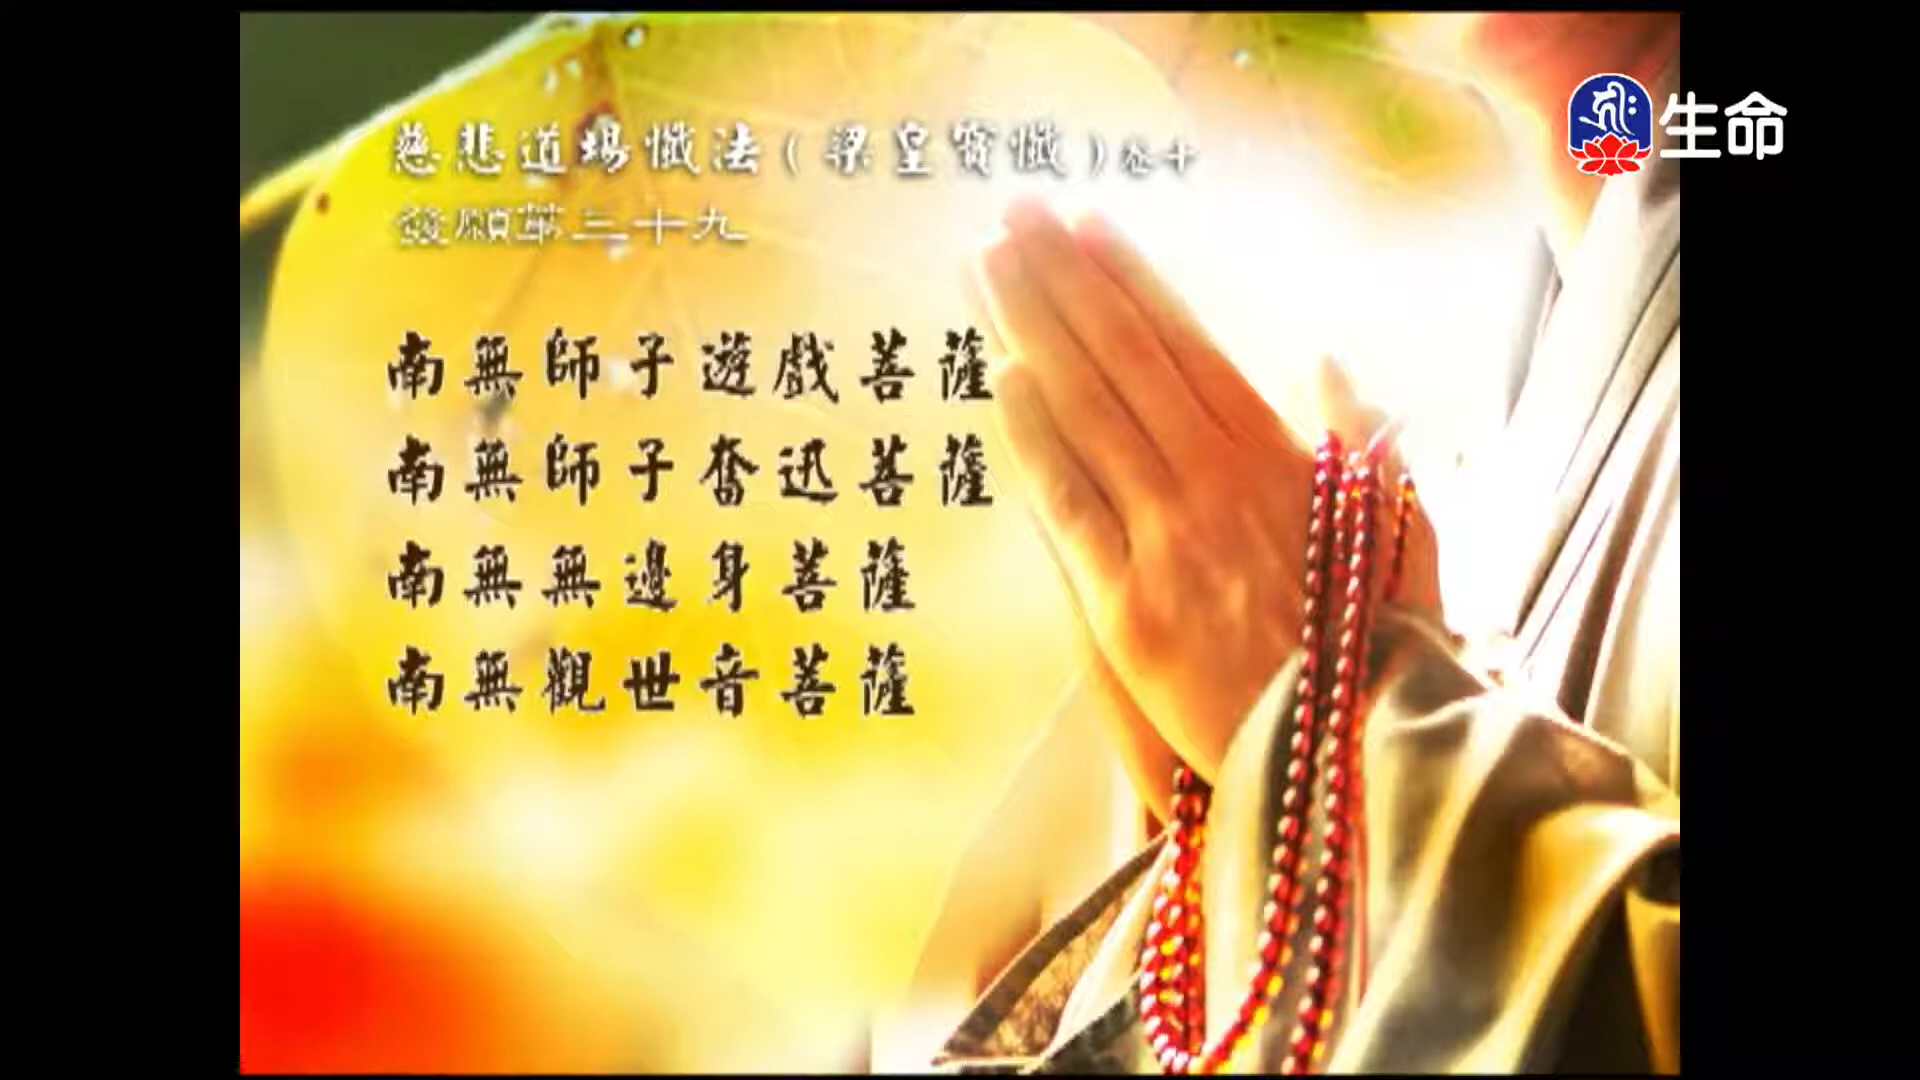 慈悲道場懺法(梁皇寶懺)卷十
發願第三十九
生命
南無師子遊戲菩薩
南無師子奮迅菩薩
南無無邊身菩薩
南無觀世音菩薩